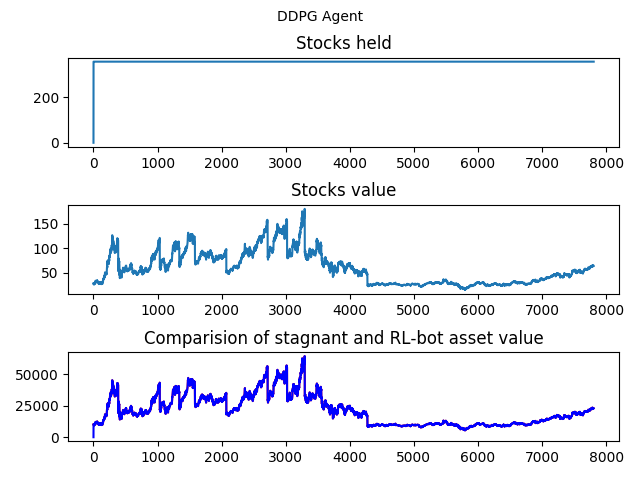 DDPG Agent
Stocks held
200
0
0 1000 2000 3000 4000 5000 6000 7000 8000
Stocks value
150
100
50
0 1000 2000 3000 4000 5000 6000 7000 8000
Comparision of stagnant and RL-bot asset value
50000
25000
0
0 1000 2000 3000 4000 5000 6000 7000 8000